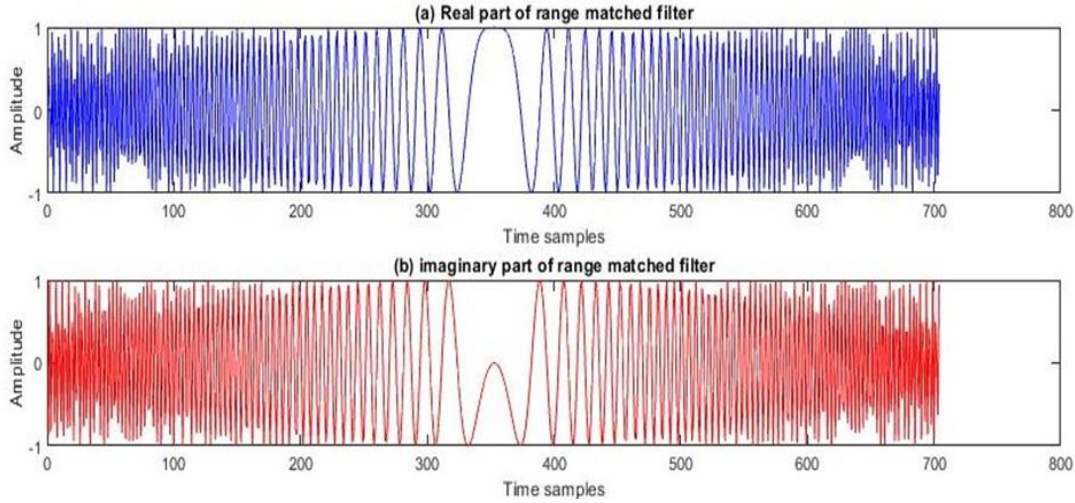 (a) Real part of range matched filter
1
0
-1
Amplitude
0 100 200 300 400 500 600 700 800
Time samples
(b) imaginary part of range matched filter
1
0
-1
Amplitude
0 100 200 300 400 500 600 700 800
Time samples